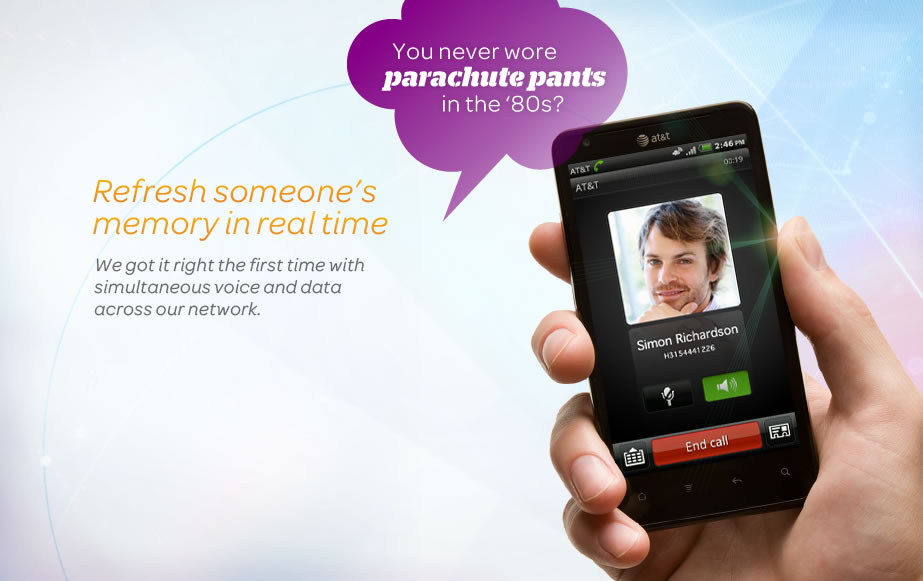 You never wore
parachute pants
in the ‘80s?
Refresh someone’s
memory in real time
We got it right the first time with
simultaneous voice and data
across our network.
at&t
2:46 PM
AT&T
00:19
AT&T
Simon Richardson
H3154441226
End call